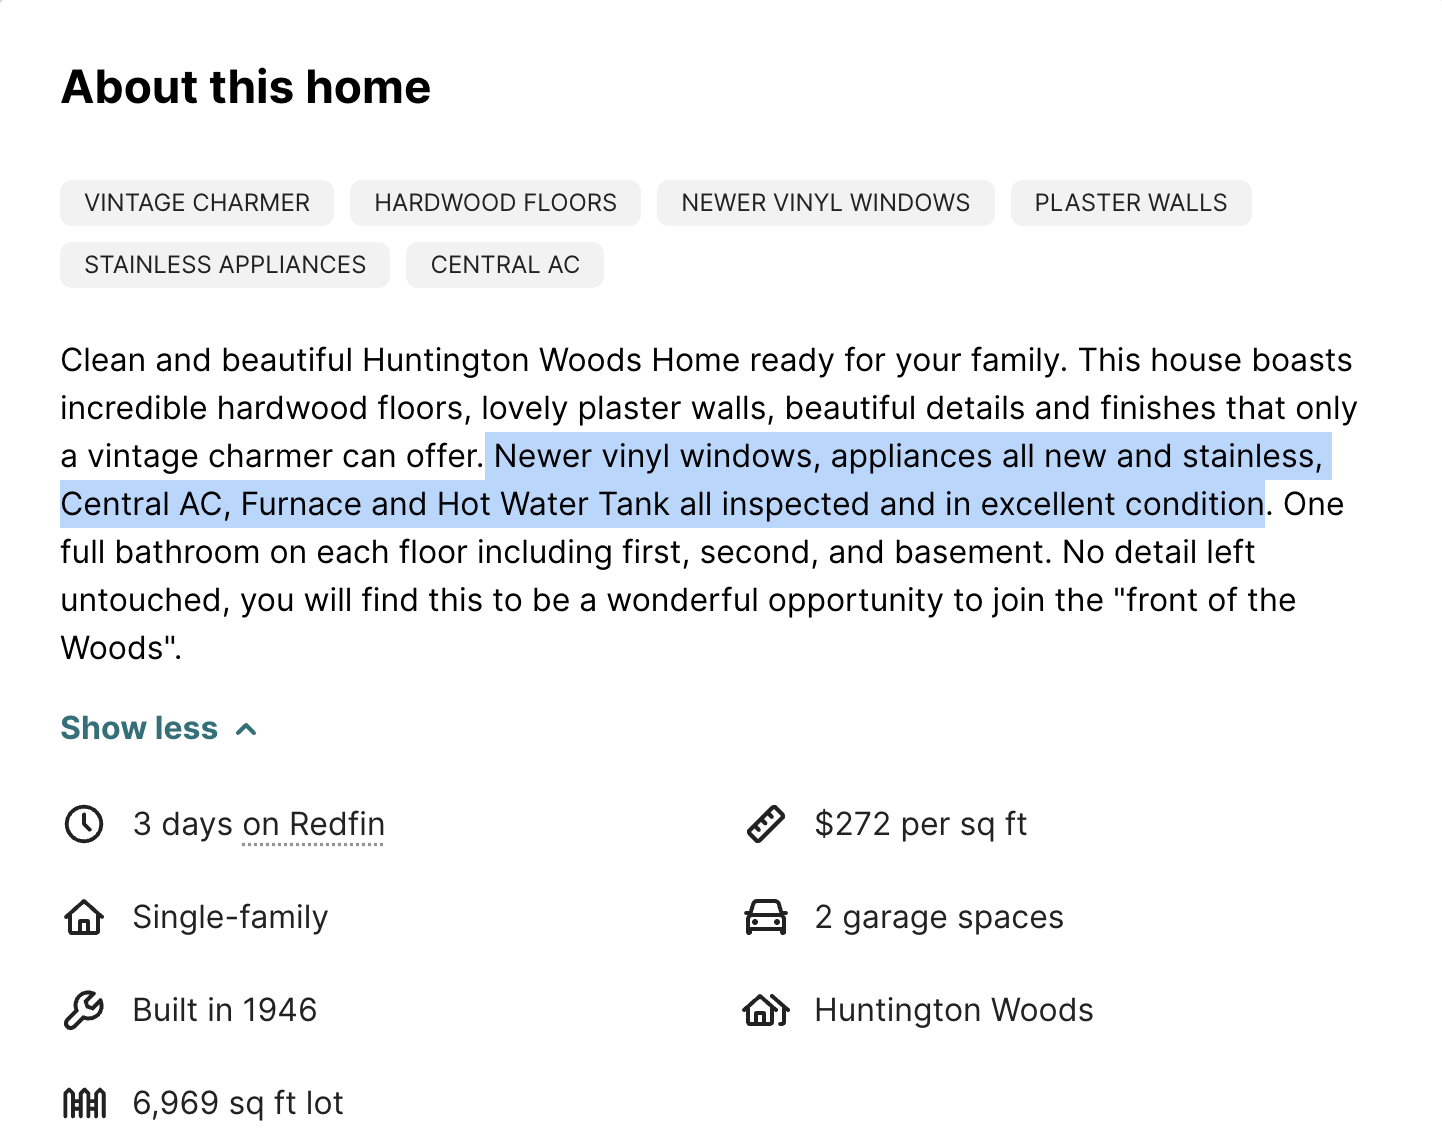 About this home
VINTAGE CHARMER HARDWOOD FLOORS NEWER VINYL WINDOWS PLASTER WALLS
STAINLESS APPLIANCES CENTRAL AC
Clean and beautiful Huntington Woods Home ready for your family. This house boasts
incredible hardwood floors, lovely plaster walls, beautiful details and finishes that only
a vintage charmer can offer. Newer vinyl windows, appliances all new and stainless,
Central AC, Furnace and Hot Water Tank all inspected and in excellent condition. One
full bathroom on each floor including first, second, and basement. No detail left
untouched, you will find this to be a wonderful opportunity to join the "front of the
Woods".
Show less
3 days on Redfin $272 per sq ft
Single-family 2 garage spaces
Built in 1946 Huntington Woods
6,969 sq ft lot